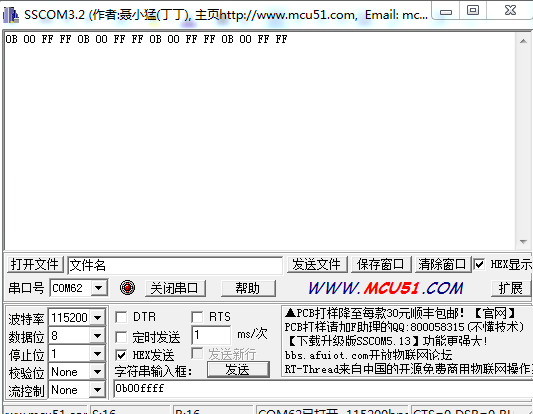 SSCOM3.2 (作者:聂小猛(丁丁), 主页http://www.mcu51.com, Email: mc...
0B 00 FF FF 0B 00 FF FF 0B 00 FF FF 0B 00 FF FF
打开文件 文件名 发送文件 保存窗口 清除窗口 HEX显示
串口号 COM62 关闭串口 帮助 WWW.MCU51.COM 扩展
波特率 115200 DTR RTS
数据位 8 定时发送 1 ms/次
停止位 1 HEX发送 发送新行
校验位 None 字符串输入框: 发送
流控制 None 0b00ffff
▲PCB打样降至每款30元顺丰包邮!【官网】
PCB打样请加F助理的QQ:800058315(不懂技术)
【下载升级版SSCOM5.13】功能更强大!
bbs.afuiot.com开放物联网论坛
RT-Thread来自中国的开源免费商用物联网操作
S:16 R:16 COM62已打开 115200bps